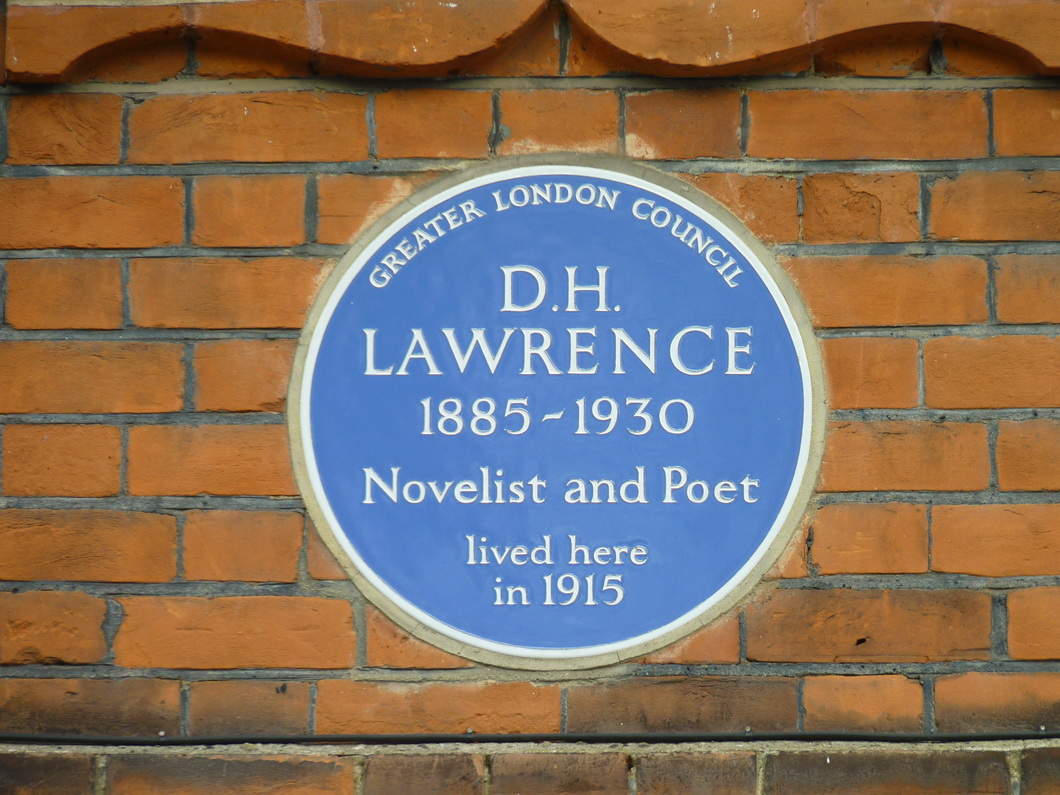 GREATER LONDON COUNCIL
D.H.
LAWRENCE
1885-1930
Novelist and Poet
lived here
in 1915